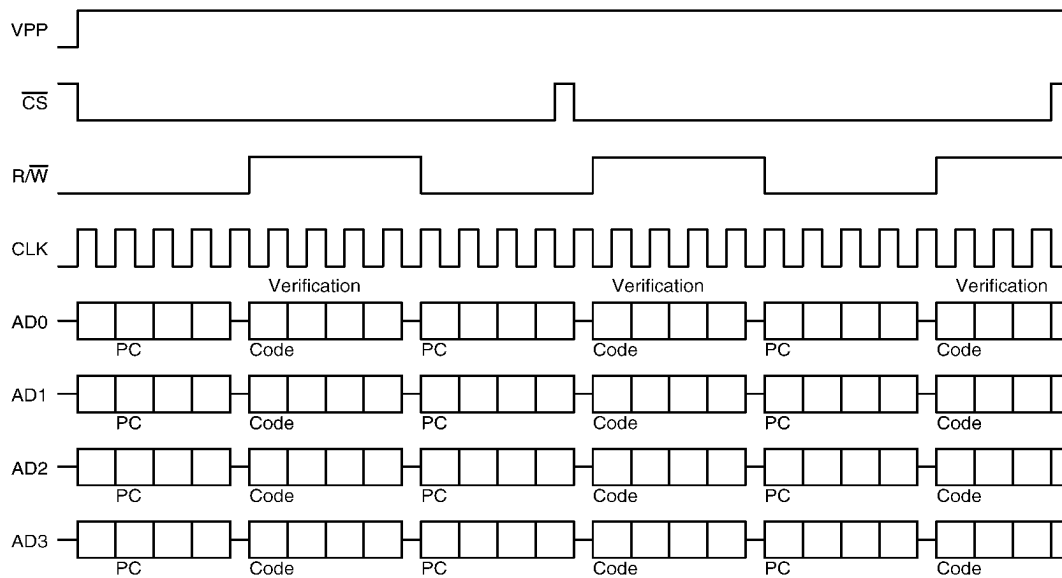 VPP
C̅S̅
R/W̅
CLK
Verification Verification Verification
AD0
PC Code PC Code PC Code
AD1
PC Code PC Code PC Code
AD2
PC Code PC Code PC Code
AD3
PC Code PC Code PC Code